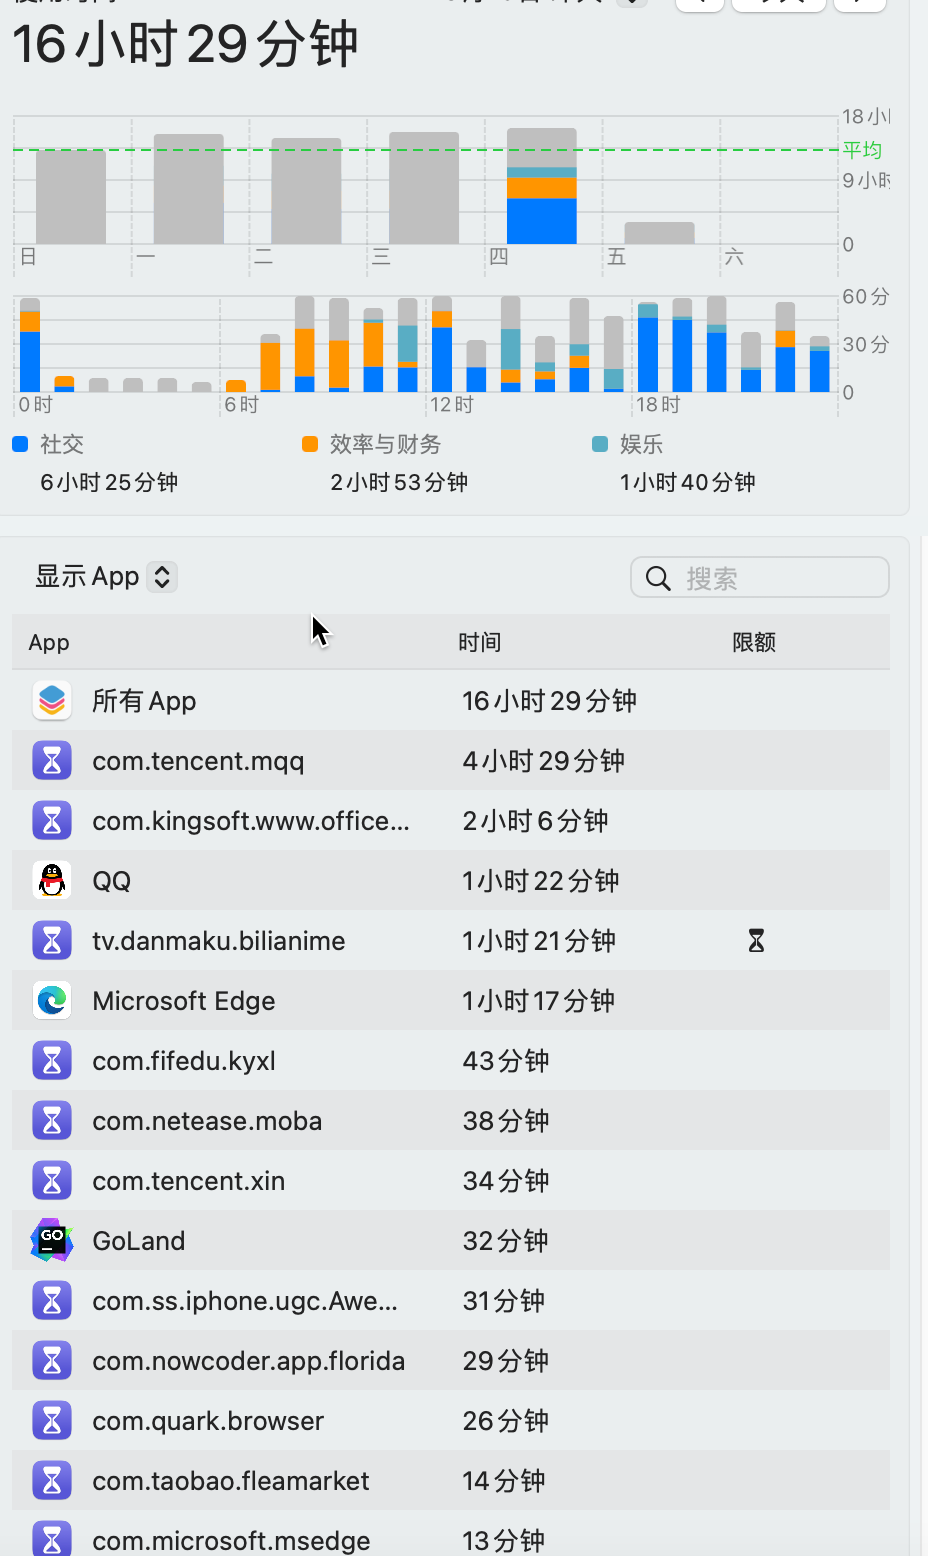 16小时29分钟
18小
平均
9小时
0
日 一 二 三 四 五 六
60分
30分
0
0时 6时 12时 18时
社交 效率与财务 娱乐
6小时25分钟 2小时53分钟 1小时40分钟
显示App 搜索
App 时间 限额
所有App 16小时29分钟
com.tencent.mqq 4小时29分钟
com.kingsoft.www.office... 2小时6分钟
QQ 1小时22分钟
tv.danmaku.bilianime 1小时21分钟
Microsoft Edge 1小时17分钟
com.fifedu.kyxl 43分钟
com.netease.moba 38分钟
com.tencent.xin 34分钟
GO
GoLand 32分钟
com.ss.iphone.ugc.Awe... 31分钟
com.nowcoder.app.florida 29分钟
com.quark.browser 26分钟
com.taobao.fleamarket 14分钟
com.microsoft.msedge 13分钟